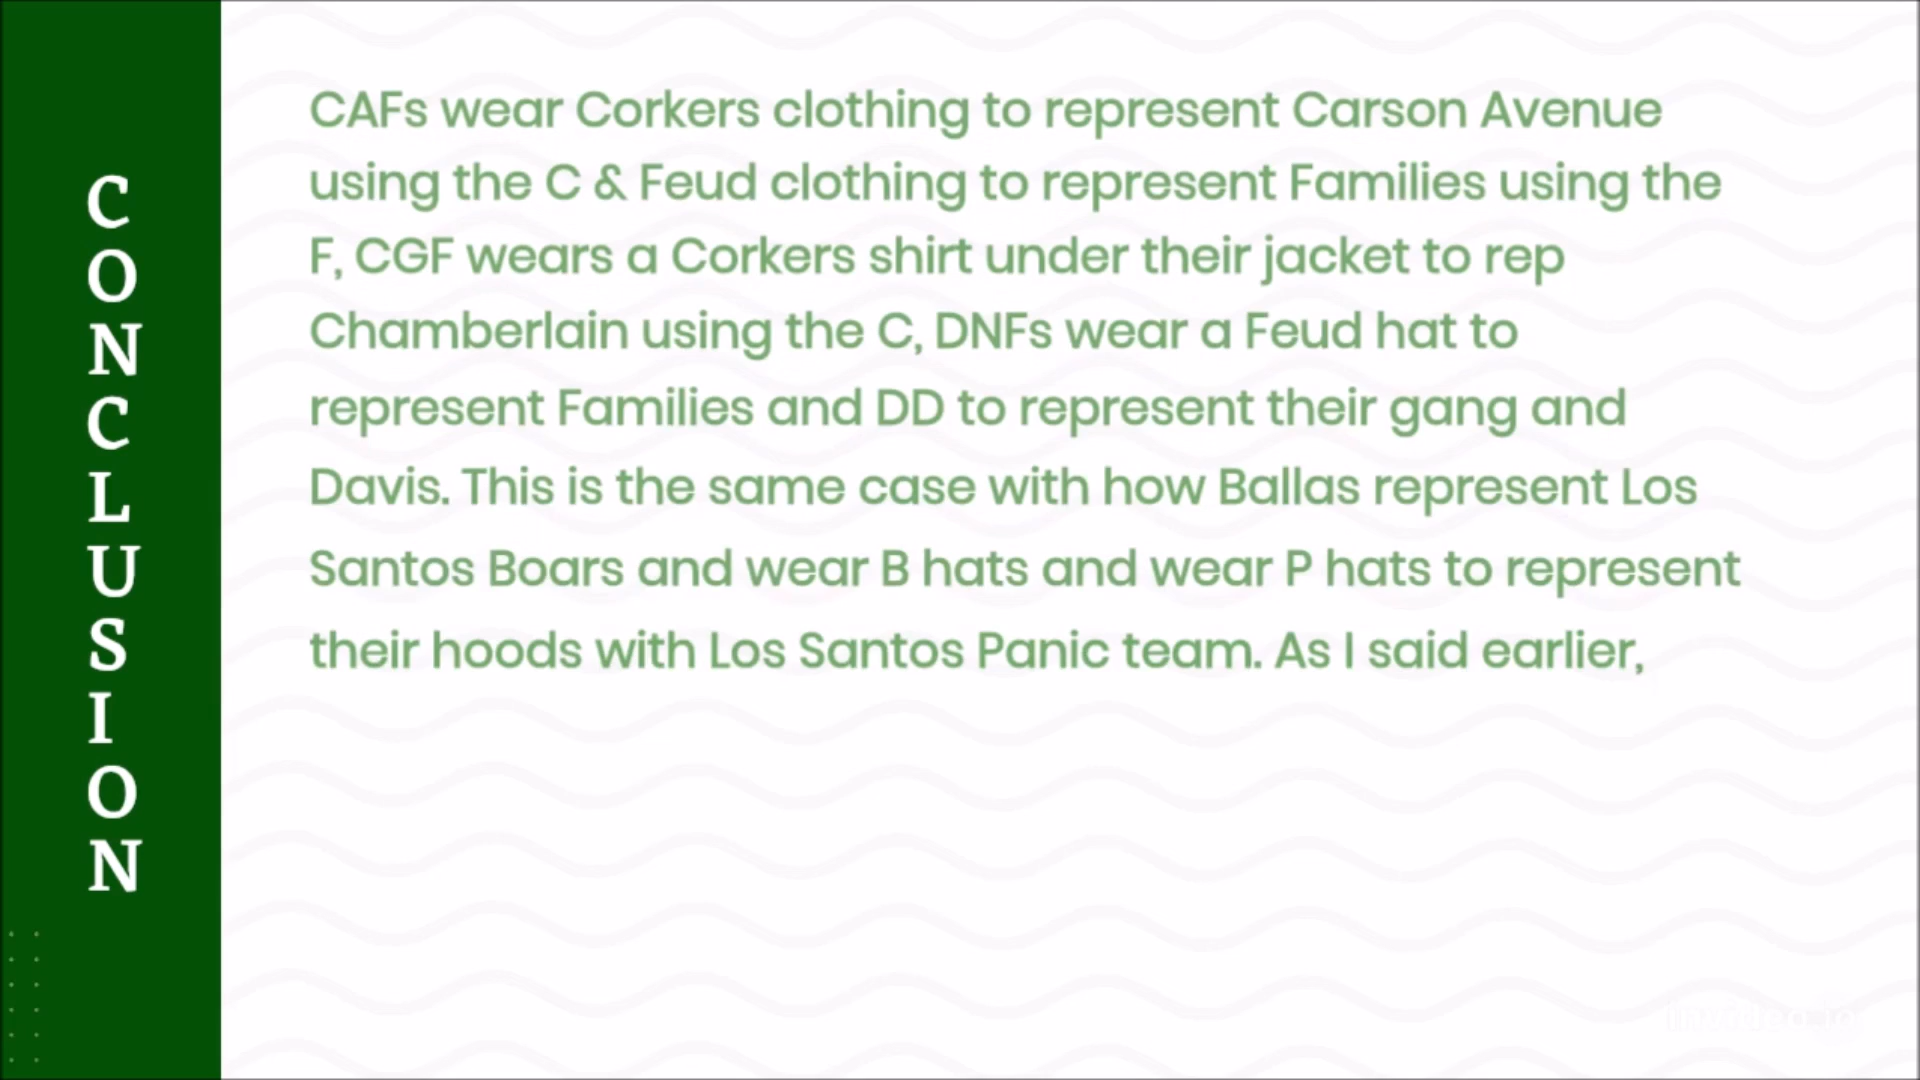 CONCLUSION
CAFs wear Corkers clothing to represent Carson Avenue
using the C & Feud clothing to represent Families using the
F, CGF wears a Corkers shirt under their jacket to rep
Chamberlain using the C, DNFs wear a Feud hat to
represent Families and DD to represent their gang and
Davis. This is the same case with how Ballas represent Los
Santos Boars and wear B hats and wear P hats to represent
their hoods with Los Santos Panic team. As I said earlier,